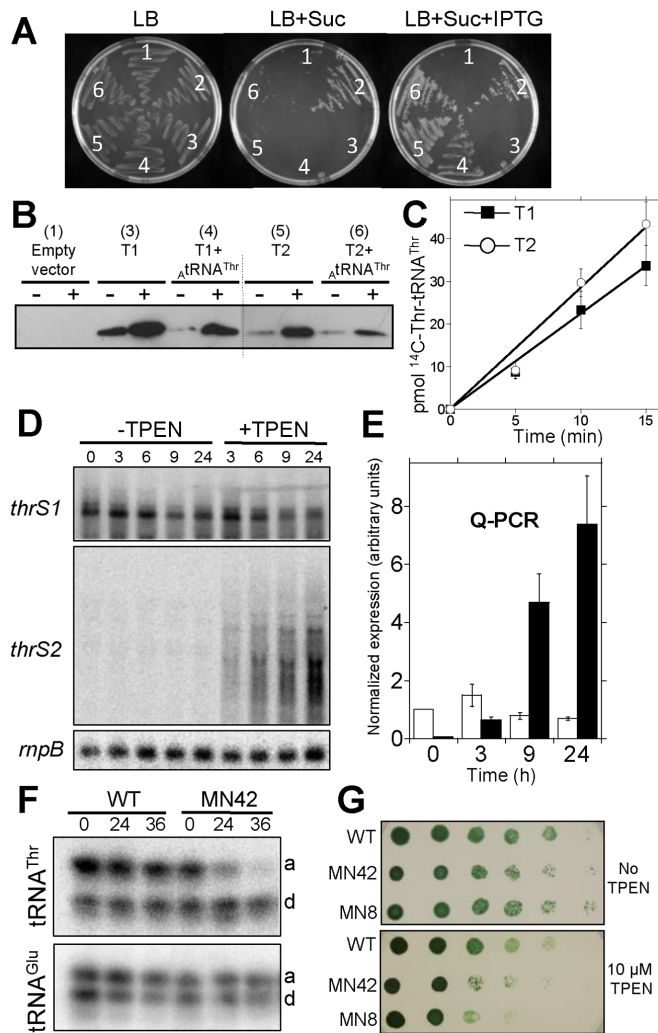 A
LB
LB+Suc
LB+Suc+IPTG
1
2
3
4
5
6
1
2
3
4
5
6
1
2
3
4
5
6
B
(1) (3) (4) (5) (6)
Empty vector
T1
T1+ AtRNAThr
T2
T2+ AtRNAThr
- + - + - + - + - +
C
T1
T2
pmol 14C-Thr-tRNAThr
40
30
20
10
0
0 5 10 15
Time (min)
D
-TPEN +TPEN
0 3 6 9 24 3 6 9 24
thrS1
thrS2
rnpB
E
Q-PCR
Normalized expression (arbitrary units)
8
6
4
2
0
0 3 9 24
Time (h)
F
WT MN42
0 24 36 0 24 36
tRNAThr
a
d
tRNAGlu
a
d
G
WT
MN42
MN8
No TPEN
WT
MN42
MN8
10 µM TPEN